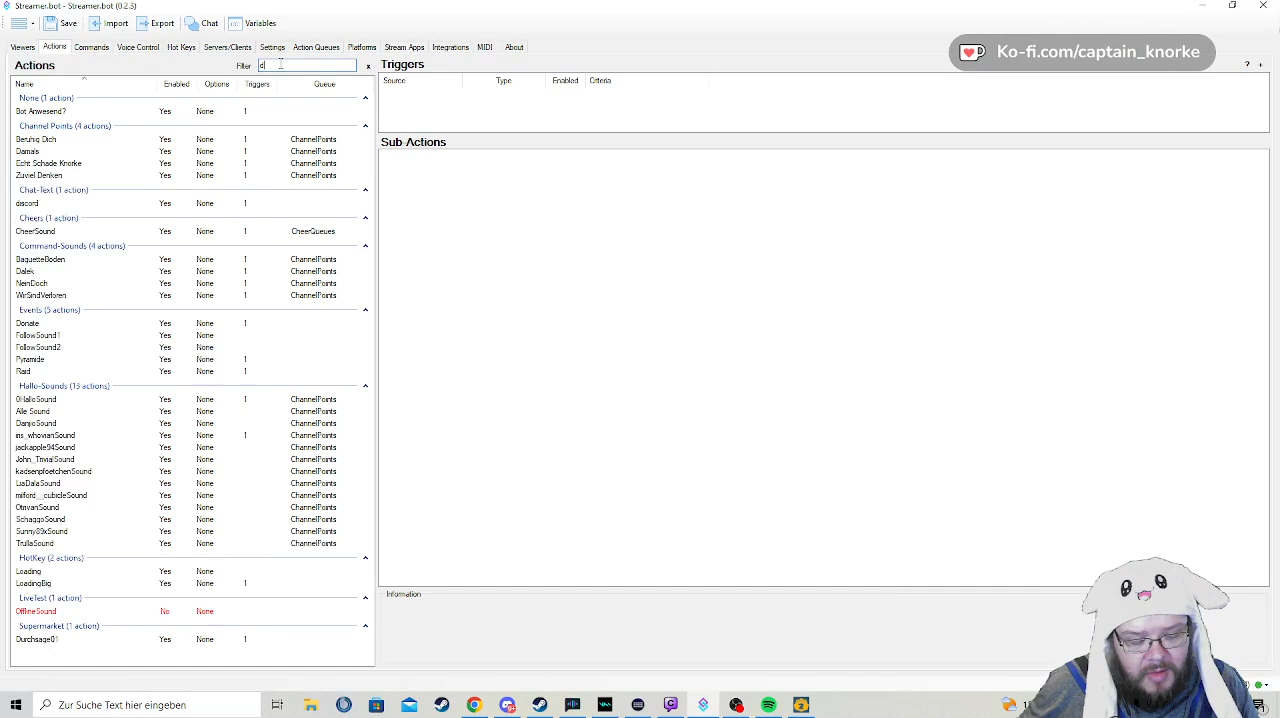 Streamer.bot - Streamer.bot (0.2.3)
Save Import Export Chat Variables
Viewers Actions Commands Voice Control Hot Keys Servers/Clients Settings Action Queues Platforms Stream Apps Integrations MIDI About
Ko-fi.com/captain_knorke
Actions Filter d x
Triggers ? +
Name Enabled Options Triggers Queue
Source Type Enabled Criteria
None (1 action)
Bot Anwesend? Yes None 1
Channel Points (4 actions)
Beruhig Dich Yes None 1 ChannelPoints
Damals Yes None 1 ChannelPoints
Echt Schade Knorke Yes None 1 ChannelPoints
Zuviel Denken Yes None 1 ChannelPoints
Sub-Actions
Chat-Text (1 action)
discord Yes None 1
Cheers (1 action)
CheerSound Yes None 1 CheerQueues
Command-Sounds (4 actions)
BaguetteBoden Yes None 1 ChannelPoints
Dalek Yes None 1 ChannelPoints
NeinDoch Yes None 1 ChannelPoints
WirSindVerloren Yes None 1 ChannelPoints
Events (5 actions)
Donate Yes None 1
FollowSound1 Yes None
FollowSound2 Yes None
Pyramide Yes None 1
Raid Yes None 1
Hallo-Sounds (13 actions)
0HalloSound Yes None 1 ChannelPoints
Alle Sound Yes None ChannelPoints
DanjioSound Yes None ChannelPoints
iris_whovianSound Yes None 1 ChannelPoints
jackapple94Sound Yes None ChannelPoints
John_TrivialSound Yes None ChannelPoints
kadsenpfoetchenSound Yes None ChannelPoints
LiaDalaSound Yes None ChannelPoints
milford__cubicleSound Yes None ChannelPoints
OtrivanSound Yes None ChannelPoints
SchaggoSound Yes None ChannelPoints
Sunny89xSound Yes None ChannelPoints
TrullaSound Yes None ChannelPoints
HotKey (2 actions)
Loading Yes None
LoadingBig Yes None 1
LiveTest (1 action)
OfflineSound No None
Supermarket (1 action)
Durchsage01 Yes None 1
Information
Zur Suche Text hier eingeben